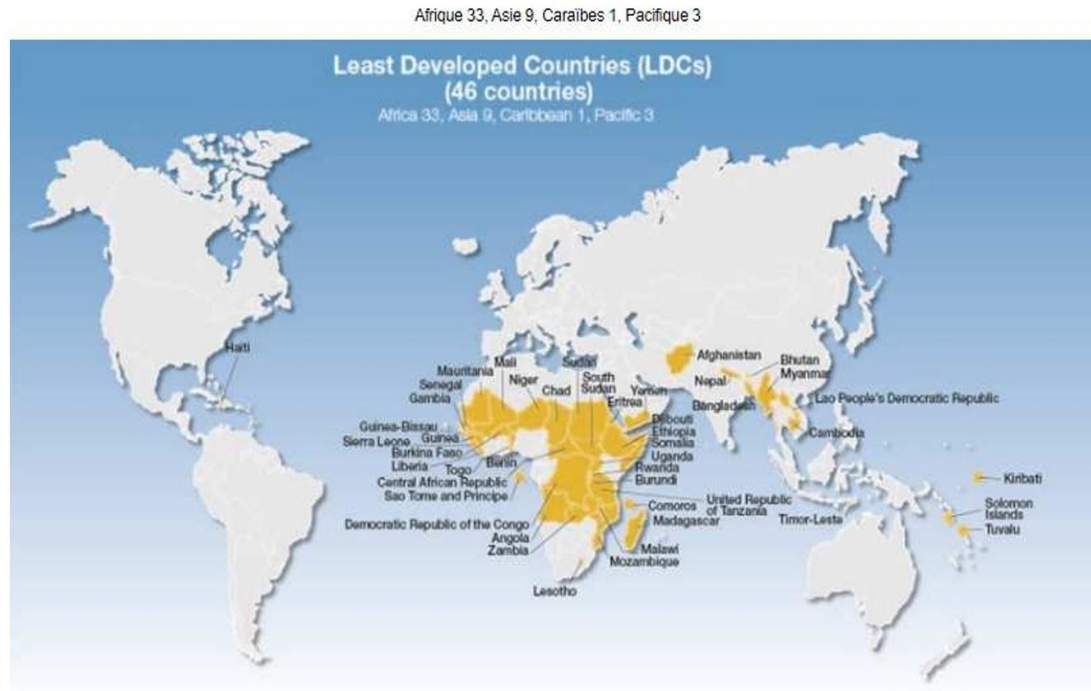 Afrique 33, Asie 9, Caraïbes 1, Pacifique 3
Least Developed Countries (LDCs)
(46 countries)
Africa 33, Asia 9, Caribbean 1, Pacific 3
Haiti
Mali
Sudan
Mauritania
Niger
South
Sudan
Senegal
Chad
Yemen
Gambia
Eritrea
Afghanistan
Bhutan
Nepal
Myanmar
Bangladesh
Lao People's Democratic Republic
Cambodia
Djibouti
Ethiopia
Somalia
Uganda
Rwanda
Burundi
Guinea-Bissau
Guinea
Sierra Leone
Burkina Faso
Liberia
Togo
Benin
Central African Republic
Sao Tome and Principe
Comoros
Madagascar
United Republic
of Tanzania
Timor-Leste
Kiribati
Solomon
Islands
Tuvalu
Democratic Republic of the Congo
Angola
Zambia
Malawi
Mozambique
Lesotho